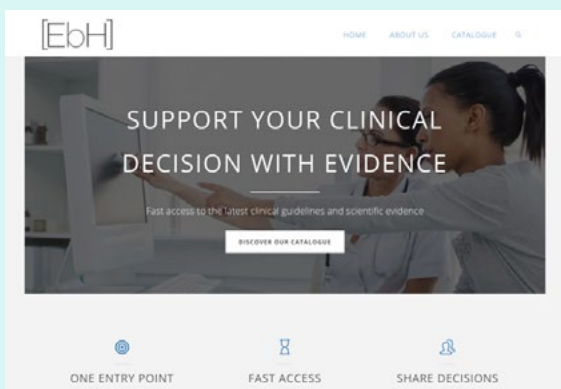 [EbH]
HOME ABOUT US CATALOGUE
SUPPORT YOUR CLINICAL
DECISION WITH EVIDENCE
Fast access to the latest clinical guidelines and scientific evidence
DISCOVER OUR CATALOGUE
ONE ENTRY POINT FAST ACCESS SHARE DECISIONS